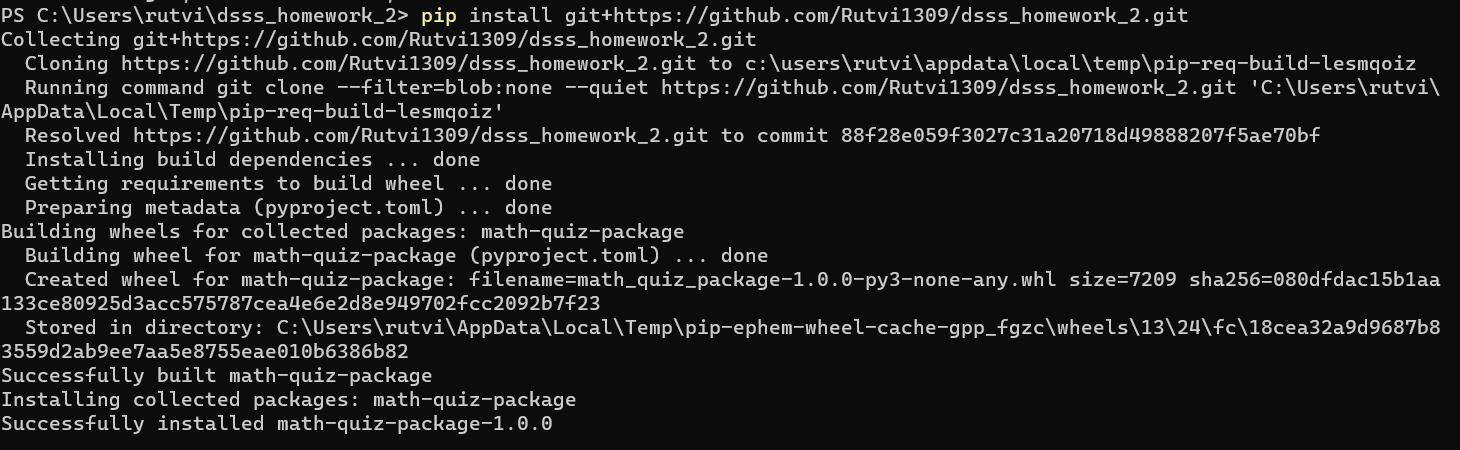 PS C:\Users\rutvi\dsss_homework_2> pip install git+https://github.com/Rutvi1309/dsss_homework_2.git
Collecting git+https://github.com/Rutvi1309/dsss_homework_2.git
  Cloning https://github.com/Rutvi1309/dsss_homework_2.git to c:\users\rutvi\appdata\local\temp\pip-req-build-lesmqoiz
  Running command git clone --filter=blob:none --quiet https://github.com/Rutvi1309/dsss_homework_2.git 'C:\Users\rutvi\
AppData\Local\Temp\pip-req-build-lesmqoiz'
  Resolved https://github.com/Rutvi1309/dsss_homework_2.git to commit 88f28e059f3027c31a20718d49888207f5ae70bf
  Installing build dependencies ... done
  Getting requirements to build wheel ... done
  Preparing metadata (pyproject.toml) ... done
Building wheels for collected packages: math-quiz-package
  Building wheel for math-quiz-package (pyproject.toml) ... done
  Created wheel for math-quiz-package: filename=math_quiz_package-1.0.0-py3-none-any.whl size=7209 sha256=080dfdac15b1aa
133ce80925d3acc575787cea4e6e2d8e949702fcc2092b7f23
  Stored in directory: C:\Users\rutvi\AppData\Local\Temp\pip-ephem-wheel-cache-gpp_fgzc\wheels\13\24\fc\18cea32a9d9687b8
3559d2ab9ee7aa5e8755eae010b6386b82
Successfully built math-quiz-package
Installing collected packages: math-quiz-package
Successfully installed math-quiz-package-1.0.0